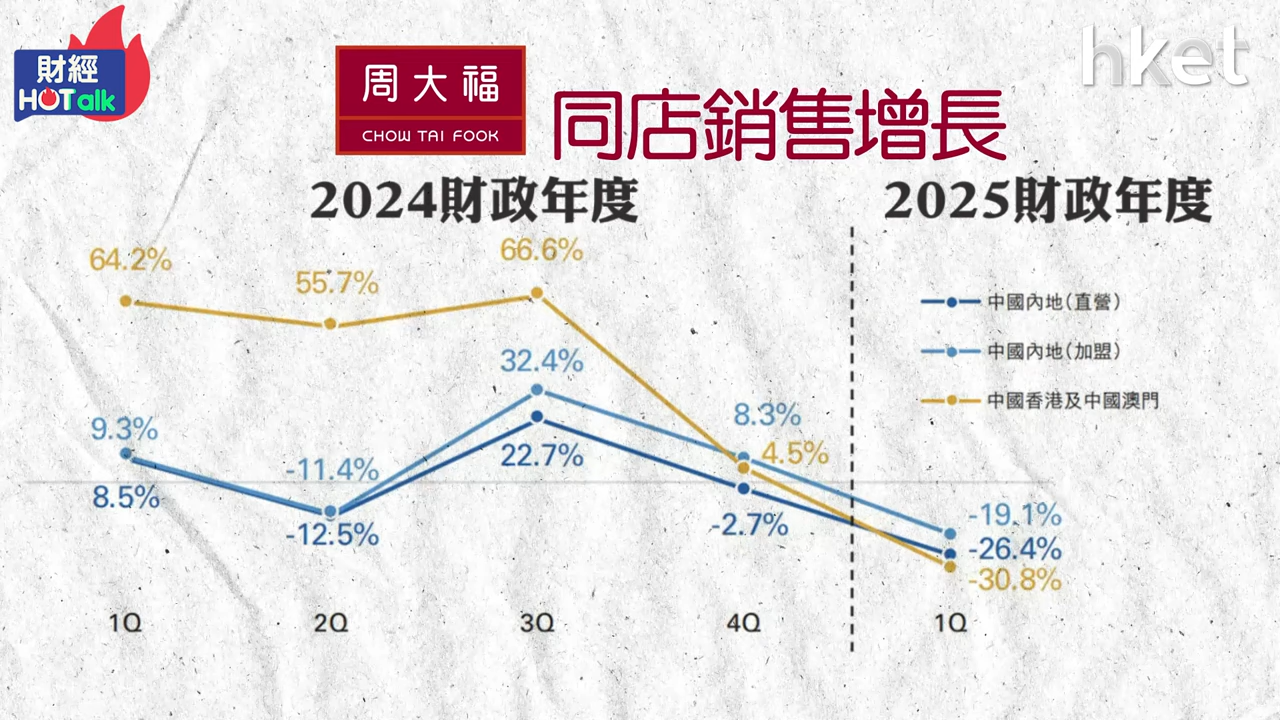 財經
HOTalk
周大福
CHOW TAI FOOK
同店銷售增長
hket
2024財政年度
2025財政年度
64.2%
55.7%
66.6%
中國內地(直營)
中國內地(加盟)
中國香港及中國澳門
9.3%
-11.4%
32.4%
8.3%
4.5%
8.5%
-12.5%
22.7%
-2.7%
-19.1%
-26.4%
-30.8%
1Q 2Q 3Q 4Q 1Q